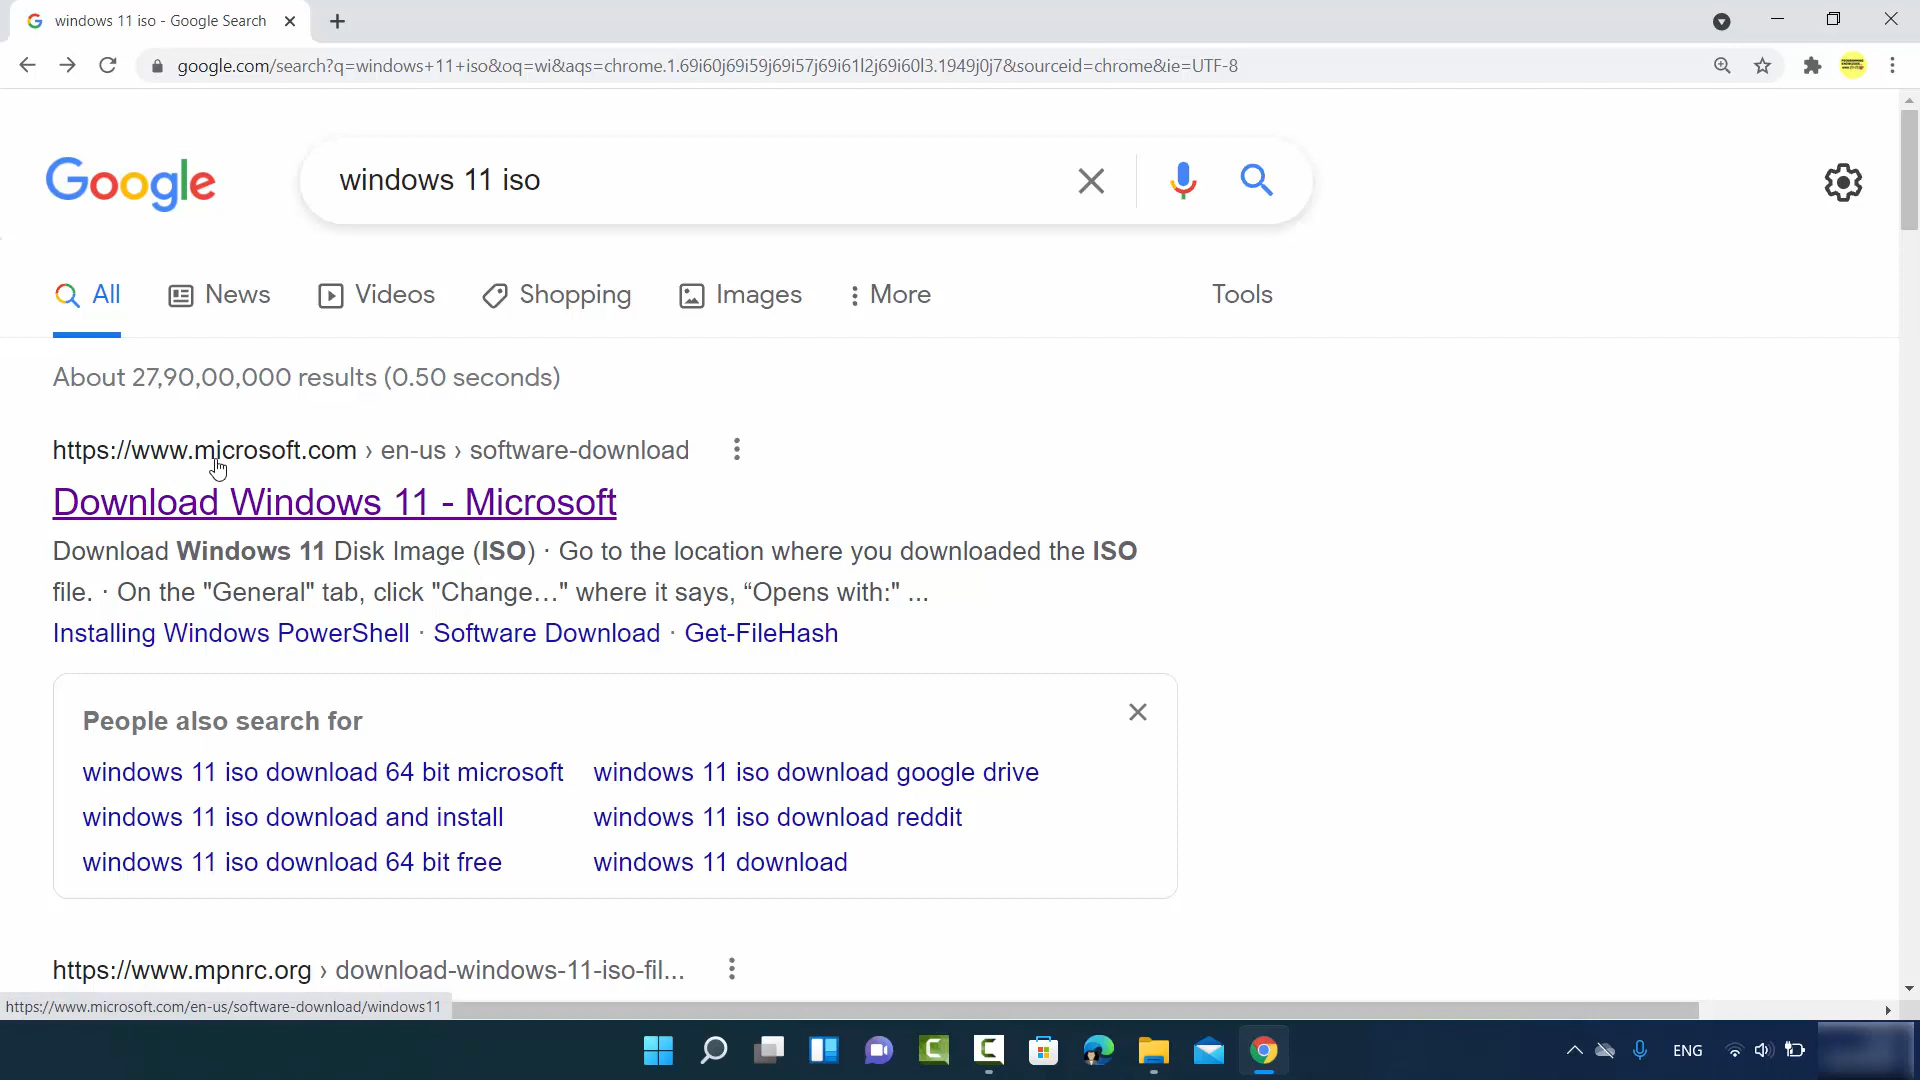 windows 11 iso - Google Search
google.com/search?q=windows+11+iso&oq=wi&aqs=chrome.1.69i60j69i59j69i57j69i61l2j69i60l3.1949j0j7&sourceid=chrome&ie=UTF-8
Google
windows 11 iso
All News Videos Shopping Images More Tools
About 27,90,00,000 results (0.50 seconds)
https://www.microsoft.com › en-us › software-download
Download Windows 11 - Microsoft
Download Windows 11 Disk Image (ISO) · Go to the location where you downloaded the ISO
file. · On the "General" tab, click "Change…" where it says, “Opens with:" ...
Installing Windows PowerShell · Software Download · Get-FileHash
People also search for
windows 11 iso download 64 bit microsoft windows 11 iso download google drive
windows 11 iso download and install windows 11 iso download reddit
windows 11 iso download 64 bit free windows 11 download
https://www.mpnrc.org › download-windows-11-iso-fil...
https://www.microsoft.com/en-us/software-download/windows11
ENG